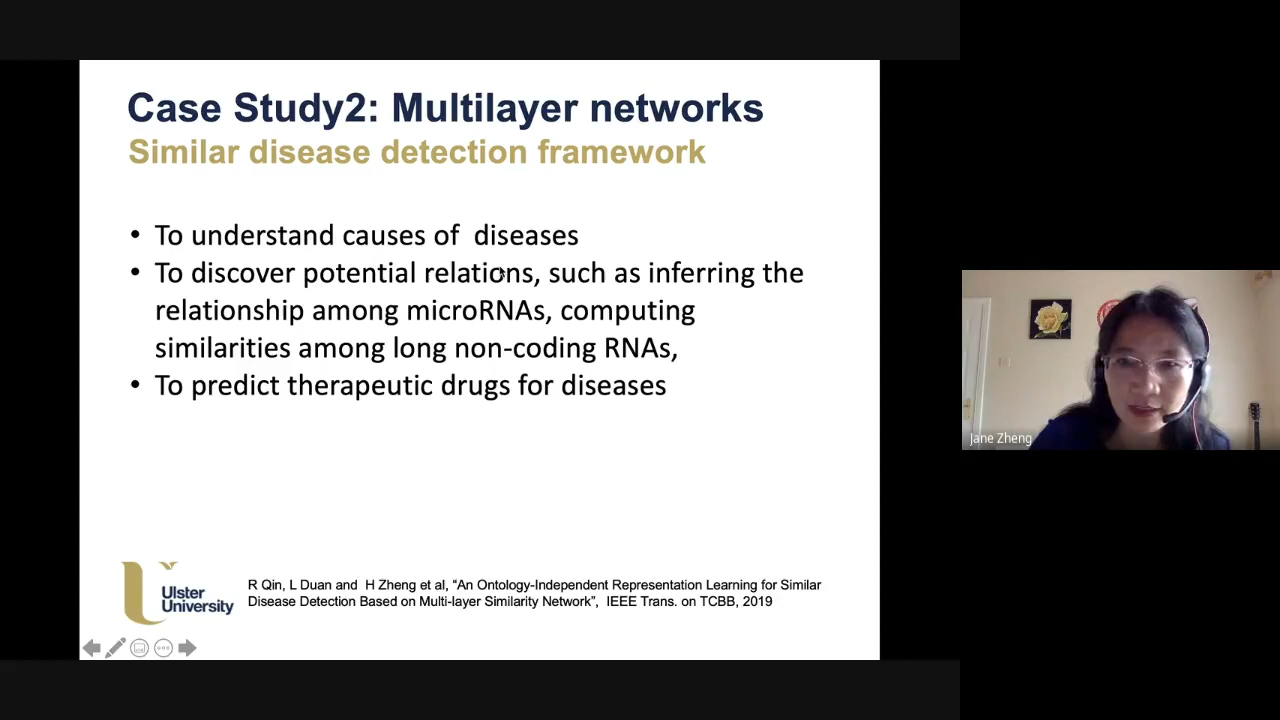 Case Study2: Multilayer networks
Similar disease detection framework
• To understand causes of  diseases
• To discover potential relations, such as inferring the
relationship among microRNAs, computing
similarities among long non-coding RNAs,
• To predict therapeutic drugs for diseases
Ulster
University
R Qin, L Duan and  H Zheng et al, “An Ontology-Independent Representation Learning for Similar
Disease Detection Based on Multi-layer Similarity Network”,  IEEE Trans. on TCBB, 2019
Jane Zheng